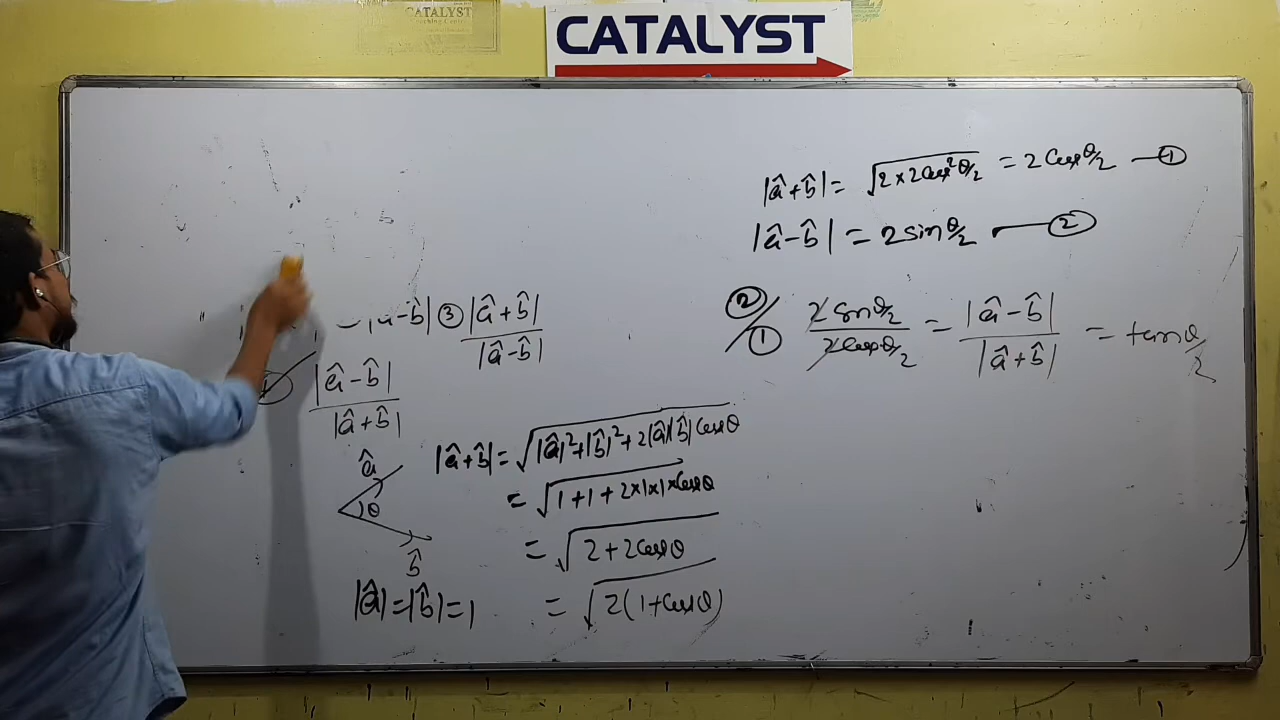 CATALYST
CATALYST
|â+b̂| = √2×2cos²θ/2 = 2cosθ/2 —①
|â-b̂| = 2sinθ/2 —②
②/① 2sinθ/2 / 2cosθ/2 = |â-b̂| / |â+b̂| = tanθ/2
|â-b̂| ③ |â+b̂| / |â-b̂|
|â-b̂| / |â+b̂|
|â+b̂| = √|â|²+|b̂|²+2|â||b̂|cosθ
= √1+1+2×1×1×cosθ
= √2+2cosθ
= √2(1+cosθ)
â
θ
b̂
|â|=|b̂|=1